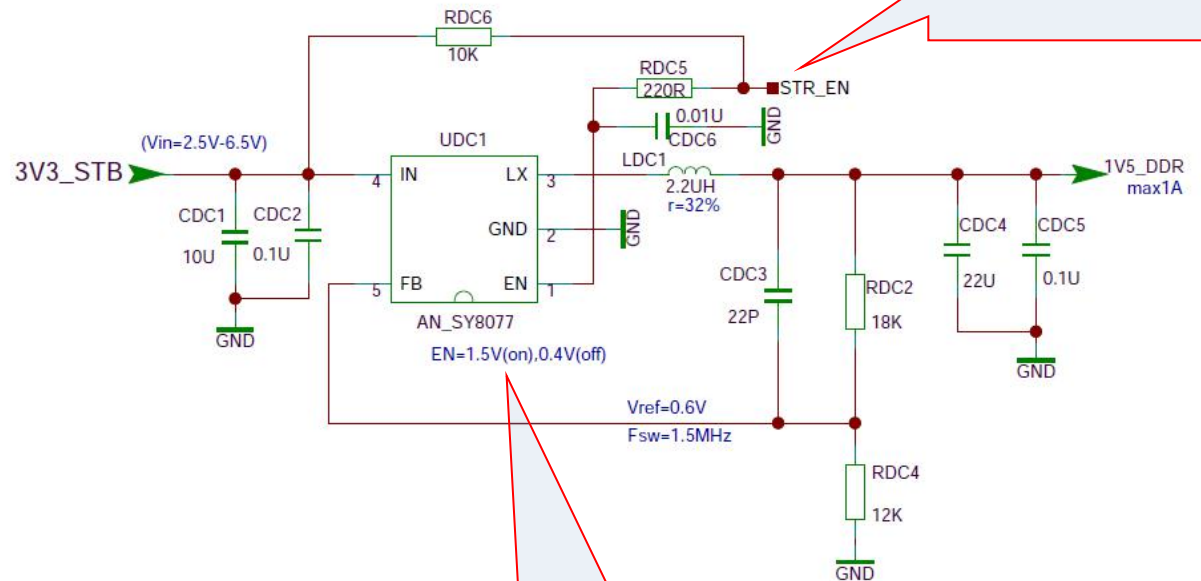 RDC6
10K
RDC5
220R
STR_EN
0.01U
CDC6
GND
(Vin=2.5V-6.5V)
3V3_STB
UDC1
LDC1
2.2UH
r=32%
1V5_DDR
max1A
4
IN
LX
3
CDC1
10U
CDC2
0.1U
GND
2
GND
CDC4
22U
CDC5
0.1U
CDC3
22P
RDC2
18K
5
FB
EN
1
AN_SY8077
GND
EN=1.5V(on),0.4V(off)
GND
Vref=0.6V
Fsw=1.5MHz
RDC4
12K
GND